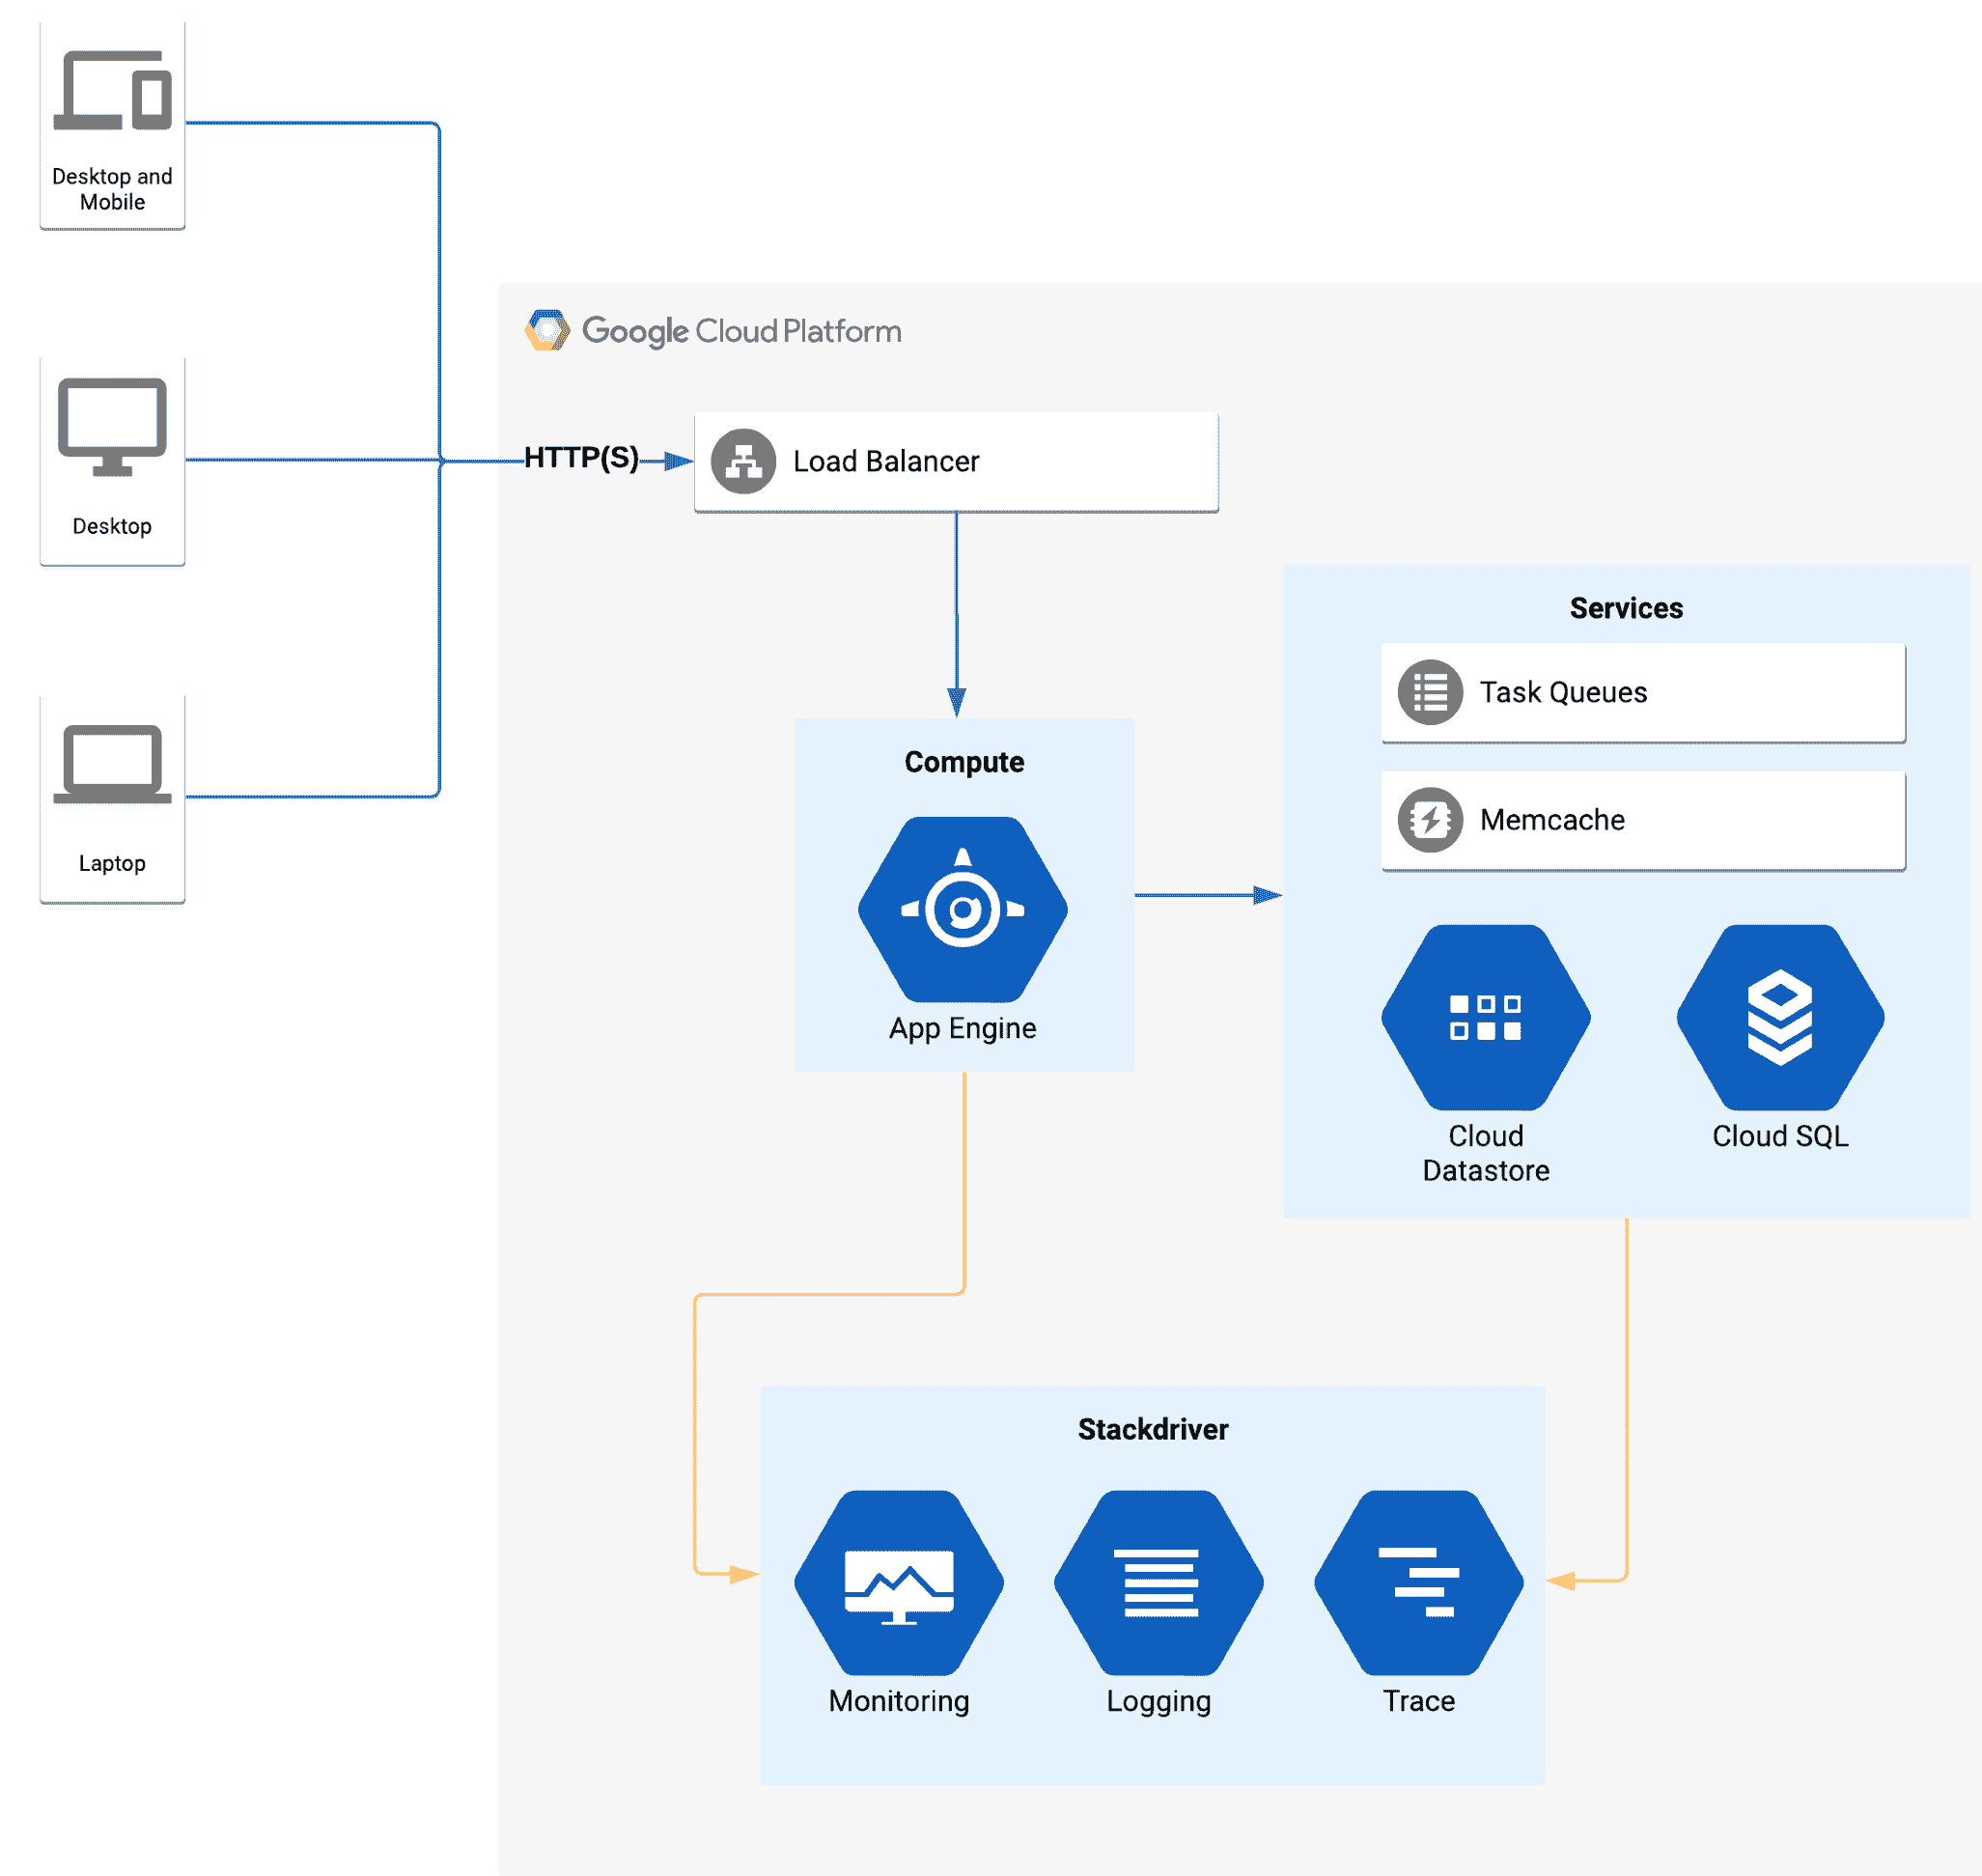 Desktop and
Mobile
Google Cloud Platform
Desktop
HTTP(S)
Load Balancer
Services
Task Queues
Compute
Memcache
Laptop
App Engine
Cloud
Datastore
Cloud SQL
Stackdriver
Monitoring
Logging
Trace